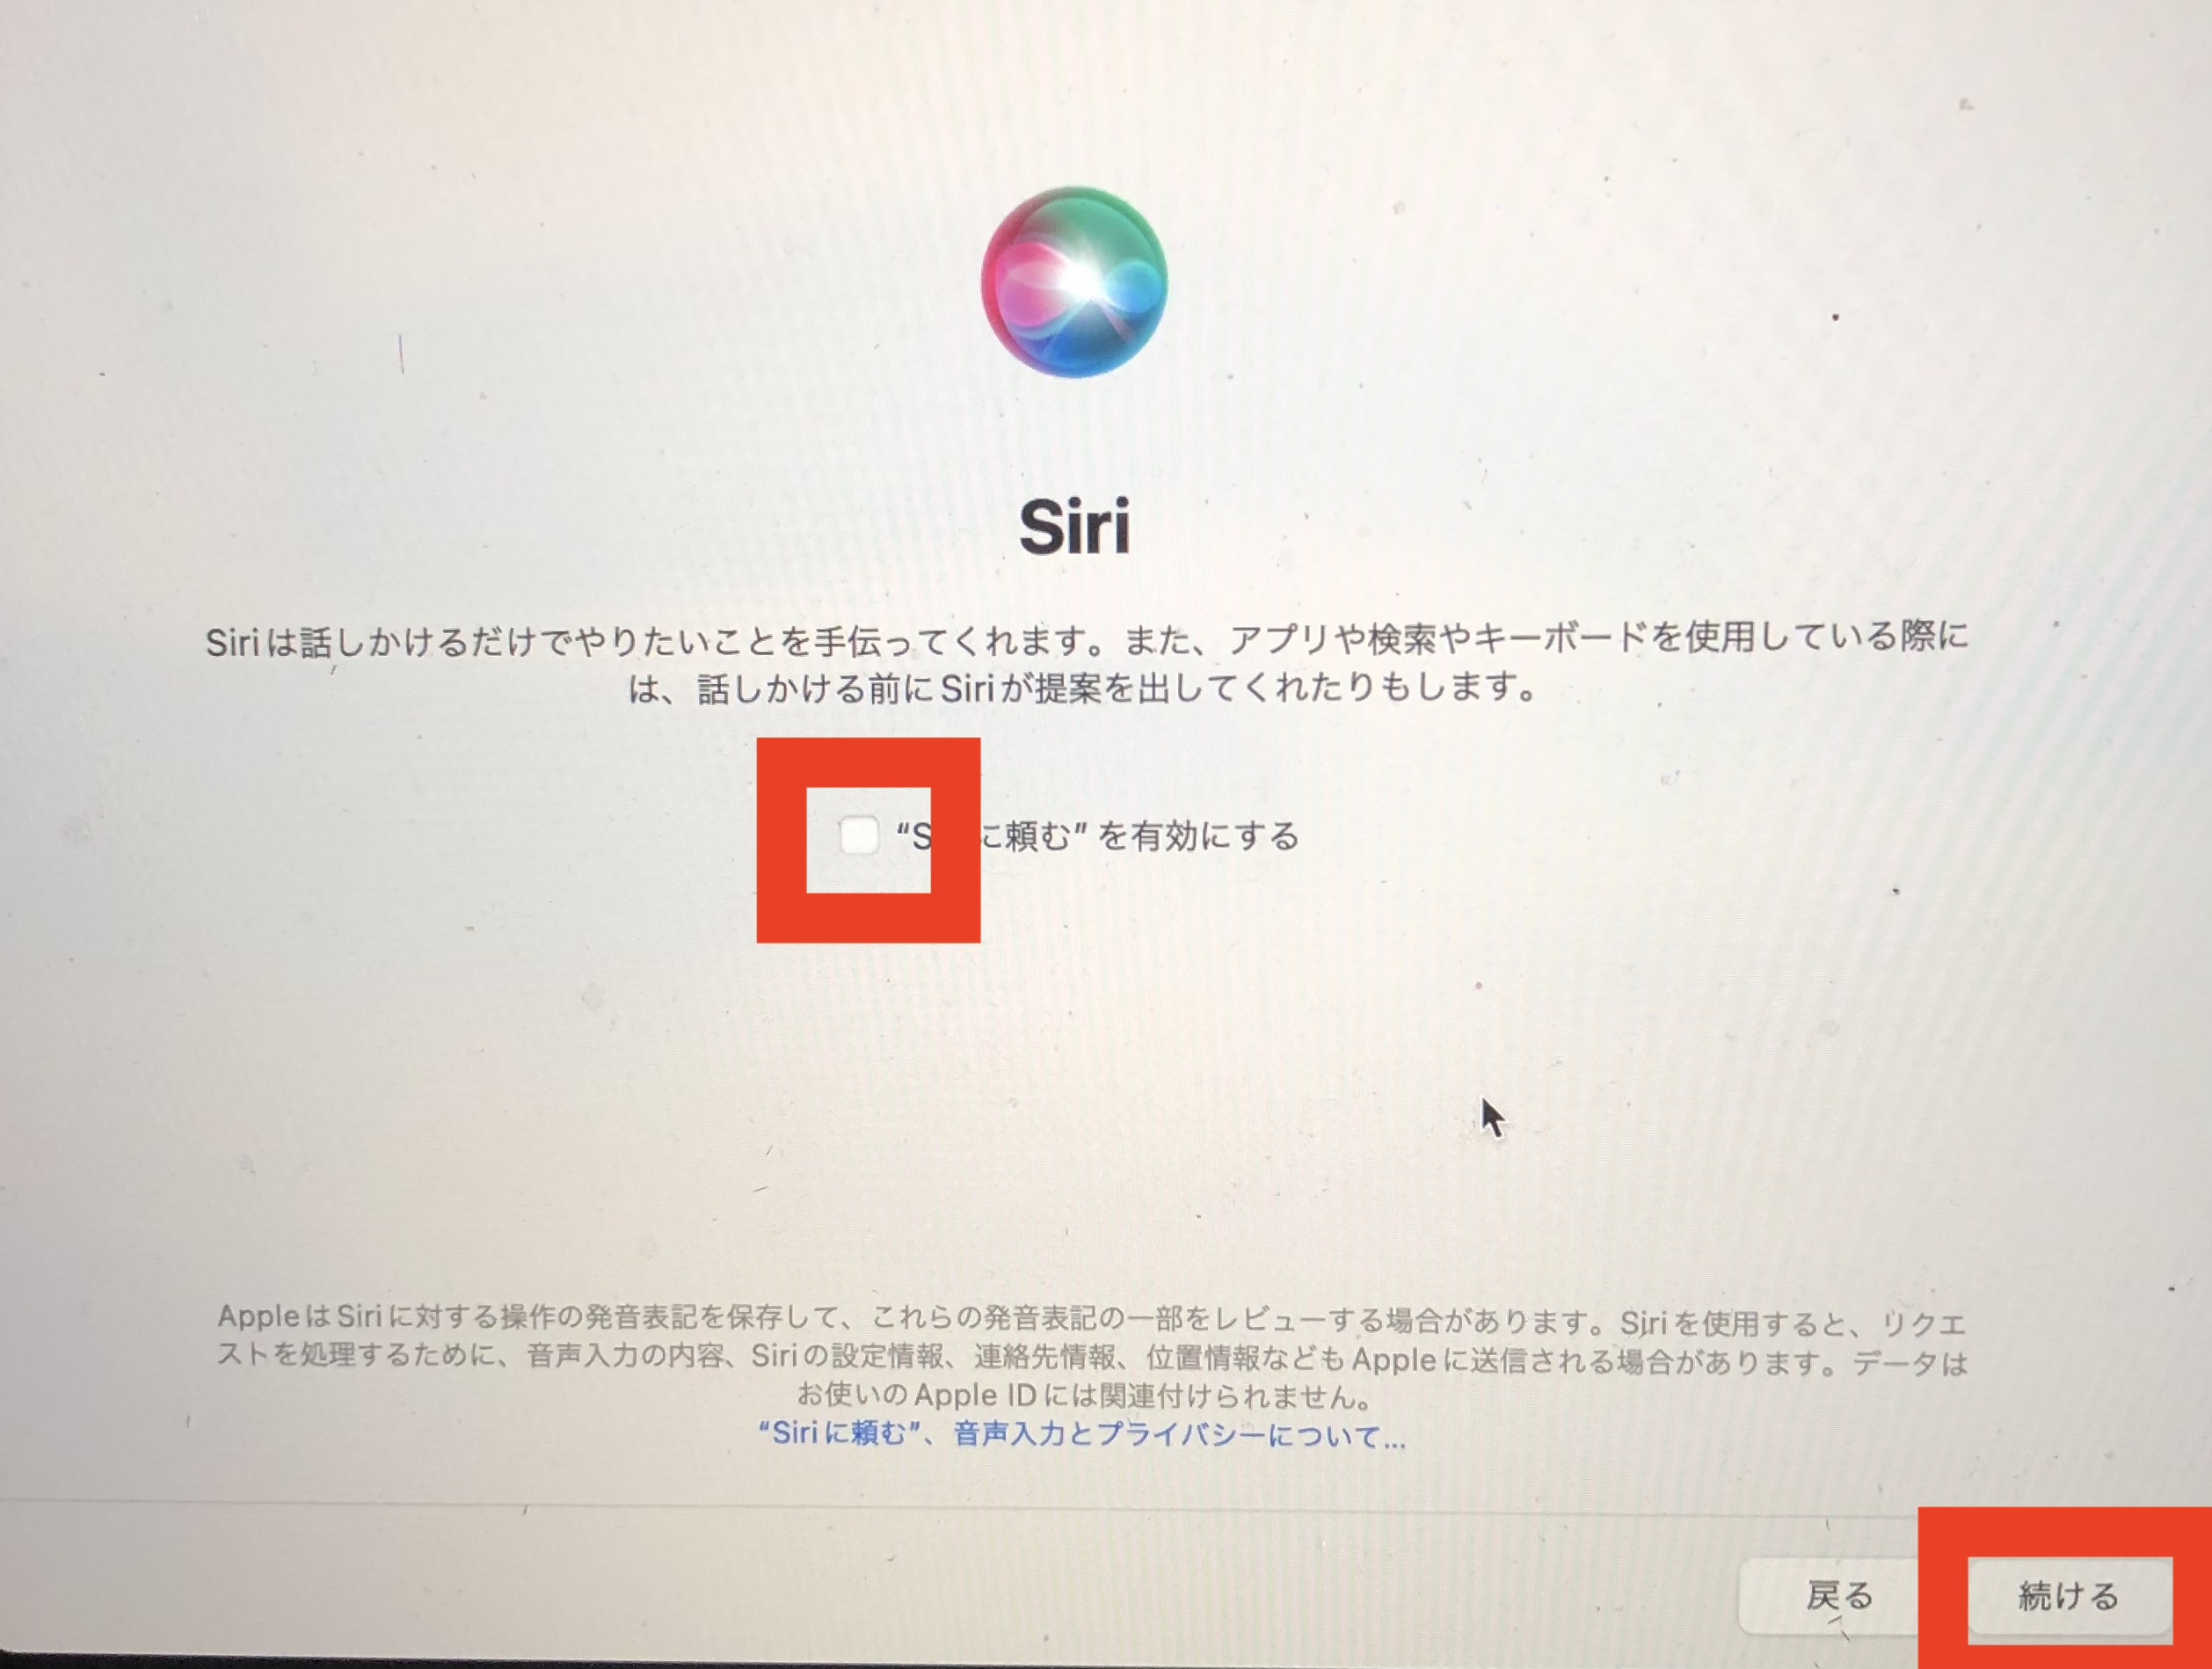 Siri
Siriは話しかけるだけでやりたいことを手伝ってくれます。また、アプリや検索やキーボードを使用している際に
は、話しかける前にSiriが提案を出してくれたりもします。
“S に頼む” を有効にする
AppleはSiriに対する操作の発音表記を保存して、これらの発音表記の一部をレビューする場合があります。Siriを使用すると、リクエ
ストを処理するために、音声入力の内容、Siriの設定情報、連絡先情報、位置情報などもAppleに送信される場合があります。データは
お使いのApple IDには関連付けられません。
“Siriに頼む”、音声入力とプライバシーについて...
戻る
続ける